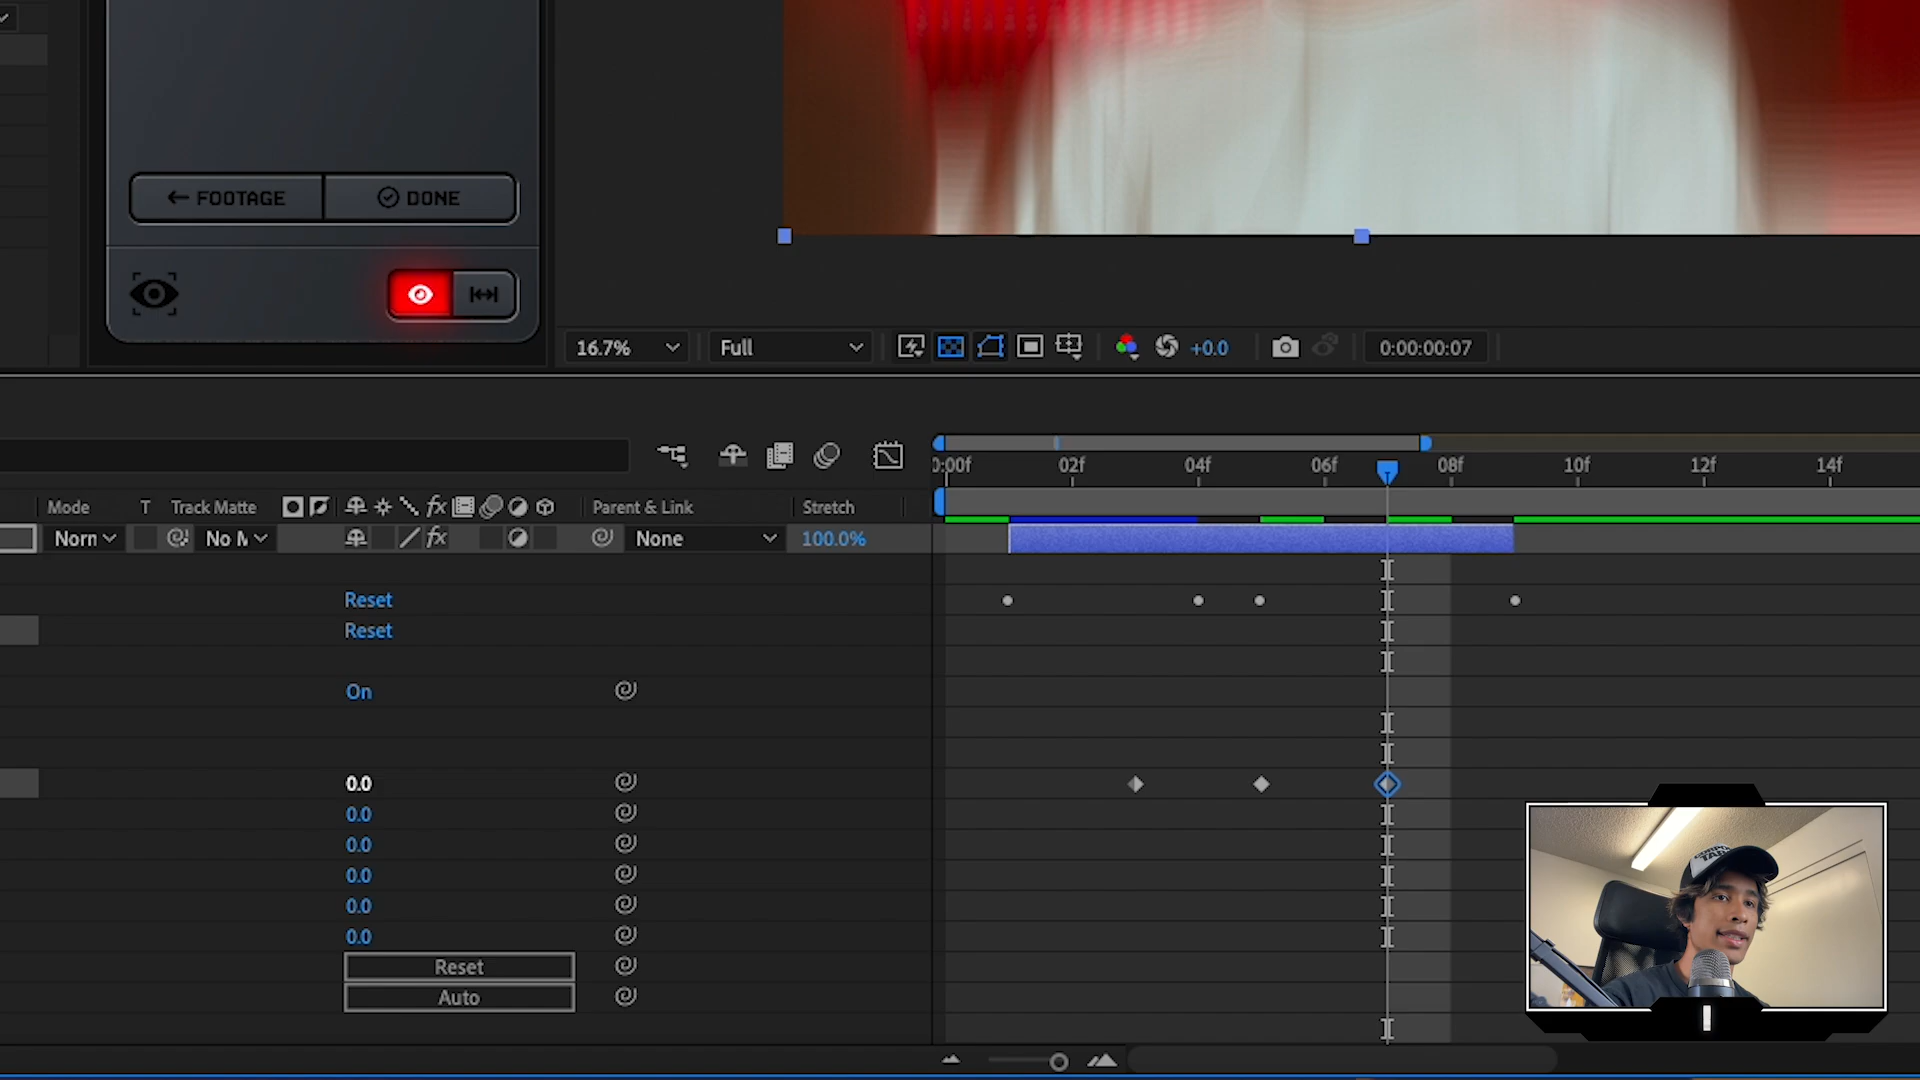 ← FOOTAGE
DONE
16.7%
Full
+0.0
0:00:00:07
0:00f 02f 04f 06f 08f 10f 12f 14f
Mode T Track Matte fx Parent & Link Stretch
Norn No M fx None 100.0%
Reset
Reset
On
0.0
0.0
0.0
0.0
0.0
0.0
Reset
Auto